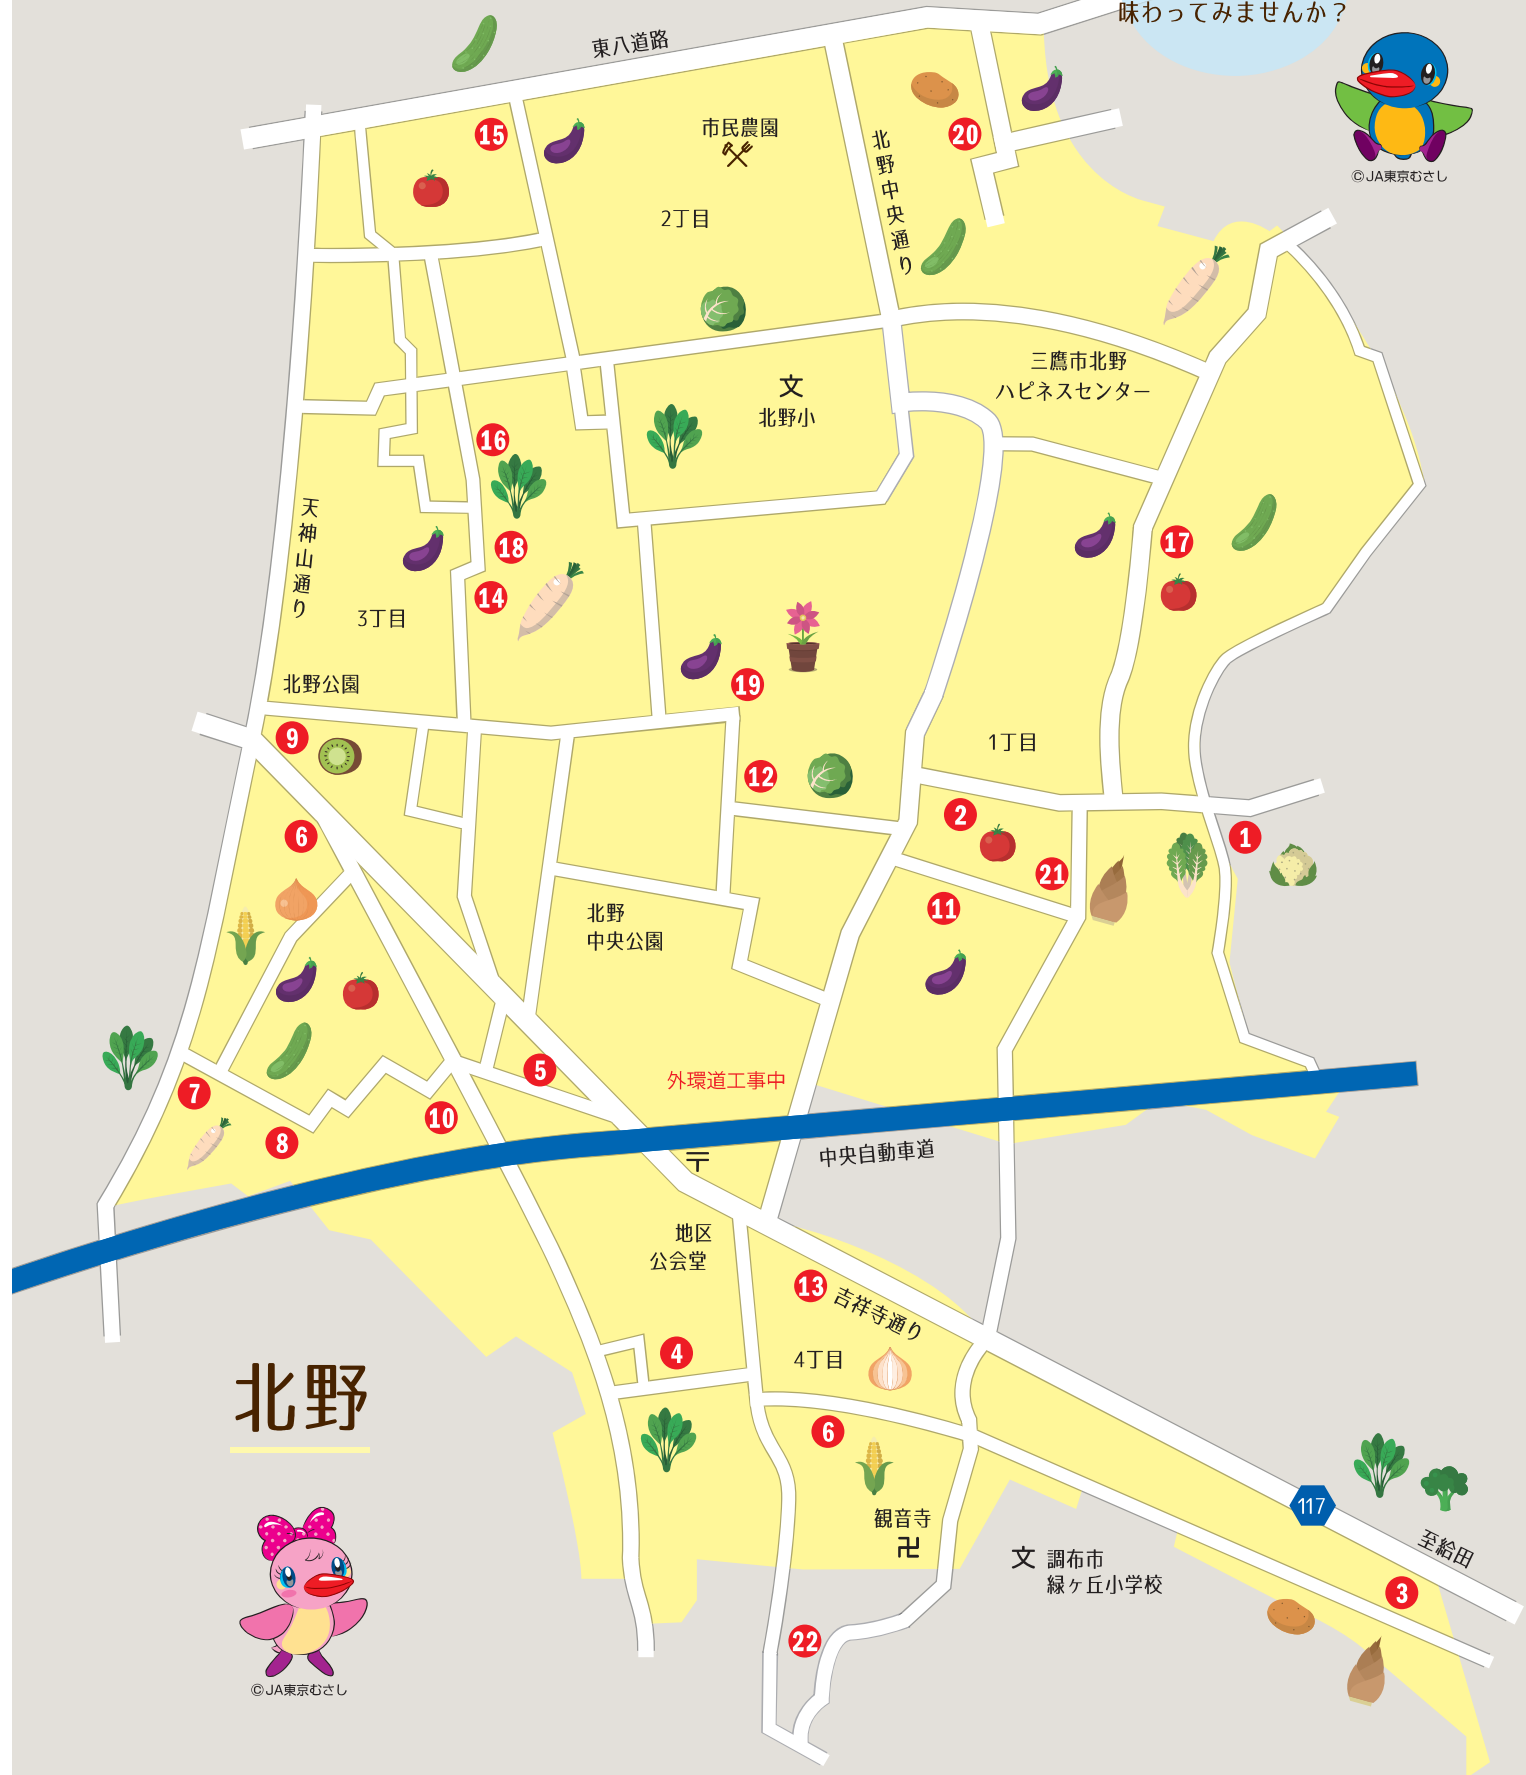 味わってみませんか？
東八道路
©JA東京むさし
15
市民農園
20
北野中央通り
2丁目
三鷹市北野
ハピネスセンター
文
北野小
16
天神山通り
18
17
14
3丁目
北野公園
19
9
1丁目
12
2
1
6
21
11
北野
中央公園
5
外環道工事中
7
10
8
〒
中央自動車道
地区
公会堂
13
吉祥寺通り
4
4丁目
6
北野
観音寺
卍
117
至給田
文
調布市
緑ヶ丘小学校
3
22
©JA東京むさし